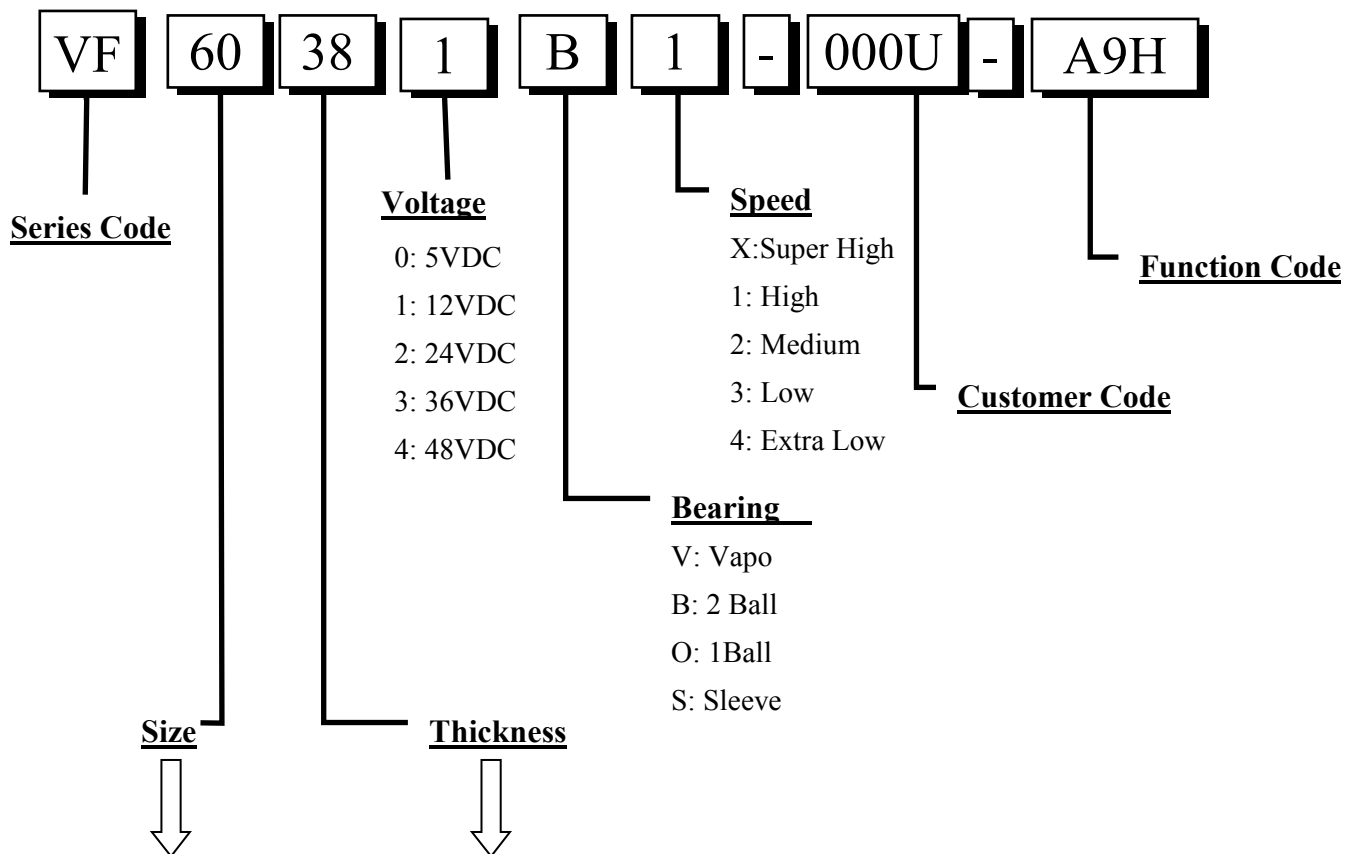 VF 60 38 1 B 1 - 000U - A9H
Series Code
Voltage
0: 5VDC
1: 12VDC
2: 24VDC
3: 36VDC
4: 48VDC
Speed
X:Super High
1: High
2: Medium
3: Low
4: Extra Low
Function Code
Customer Code
Bearing
V: Vapo
B: 2 Ball
O: 1Ball
S: Sleeve
Size
Thickness